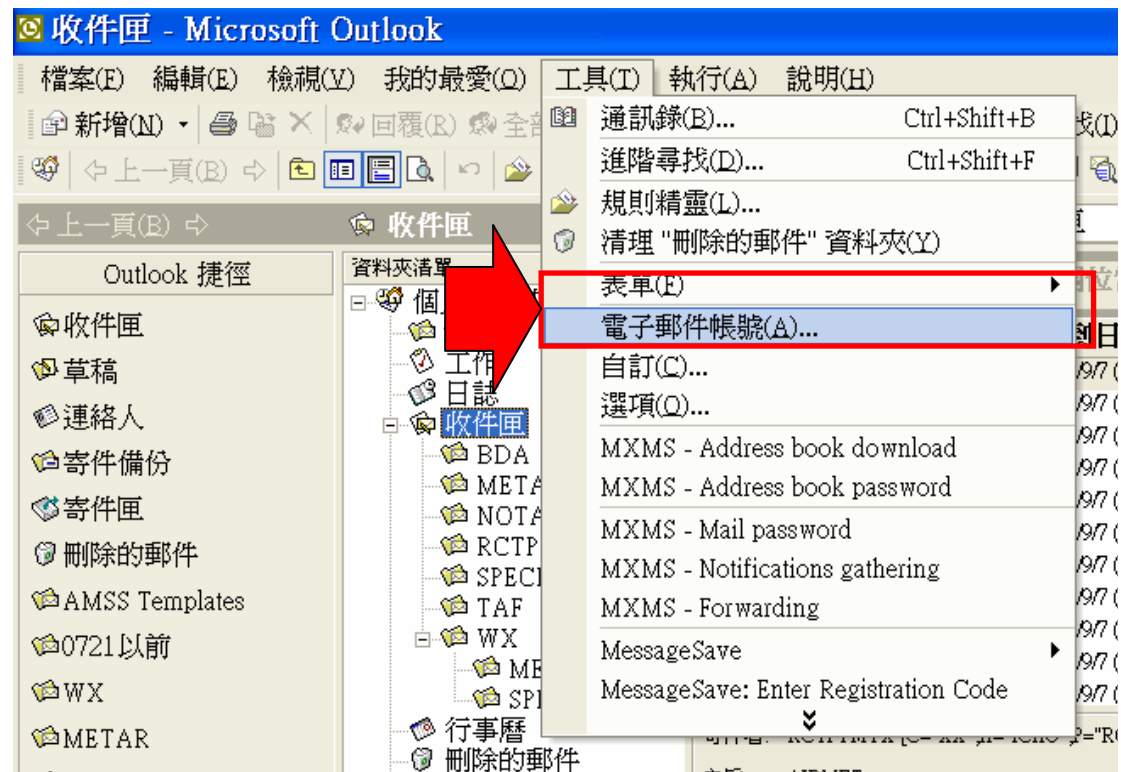 收件匣 - Microsoft Outlook
檔案(F) 編輯(E) 檢視(V) 我的最愛(O) 工具(T) 執行(A) 說明(H)
新增(N) 回覆(R)
上一頁(B)
上一頁(B) 收件匣
Outlook 捷徑
收件匣
草稿
連絡人
寄件備份
寄件匣
刪除的郵件
AMSS Templates
0721以前
WX
METAR
資料夾清單
工作
日誌
收件匣
BDA
META
NOTA
RCTP
SPECI
TAF
WX
ME
SPI
行事曆
刪除的郵件
通訊錄(B)... Ctrl+Shift+B
進階尋找(D)... Ctrl+Shift+F
規則精靈(L)...
清理 "刪除的郵件" 資料夾(Y)
表單(F)
電子郵件帳號(A)...
自訂(C)...
選項(O)...
MXMS - Address book download
MXMS - Address book password
MXMS - Mail password
MXMS - Notifications gathering
MXMS - Forwarding
MessageSave
MessageSave: Enter Registration Code